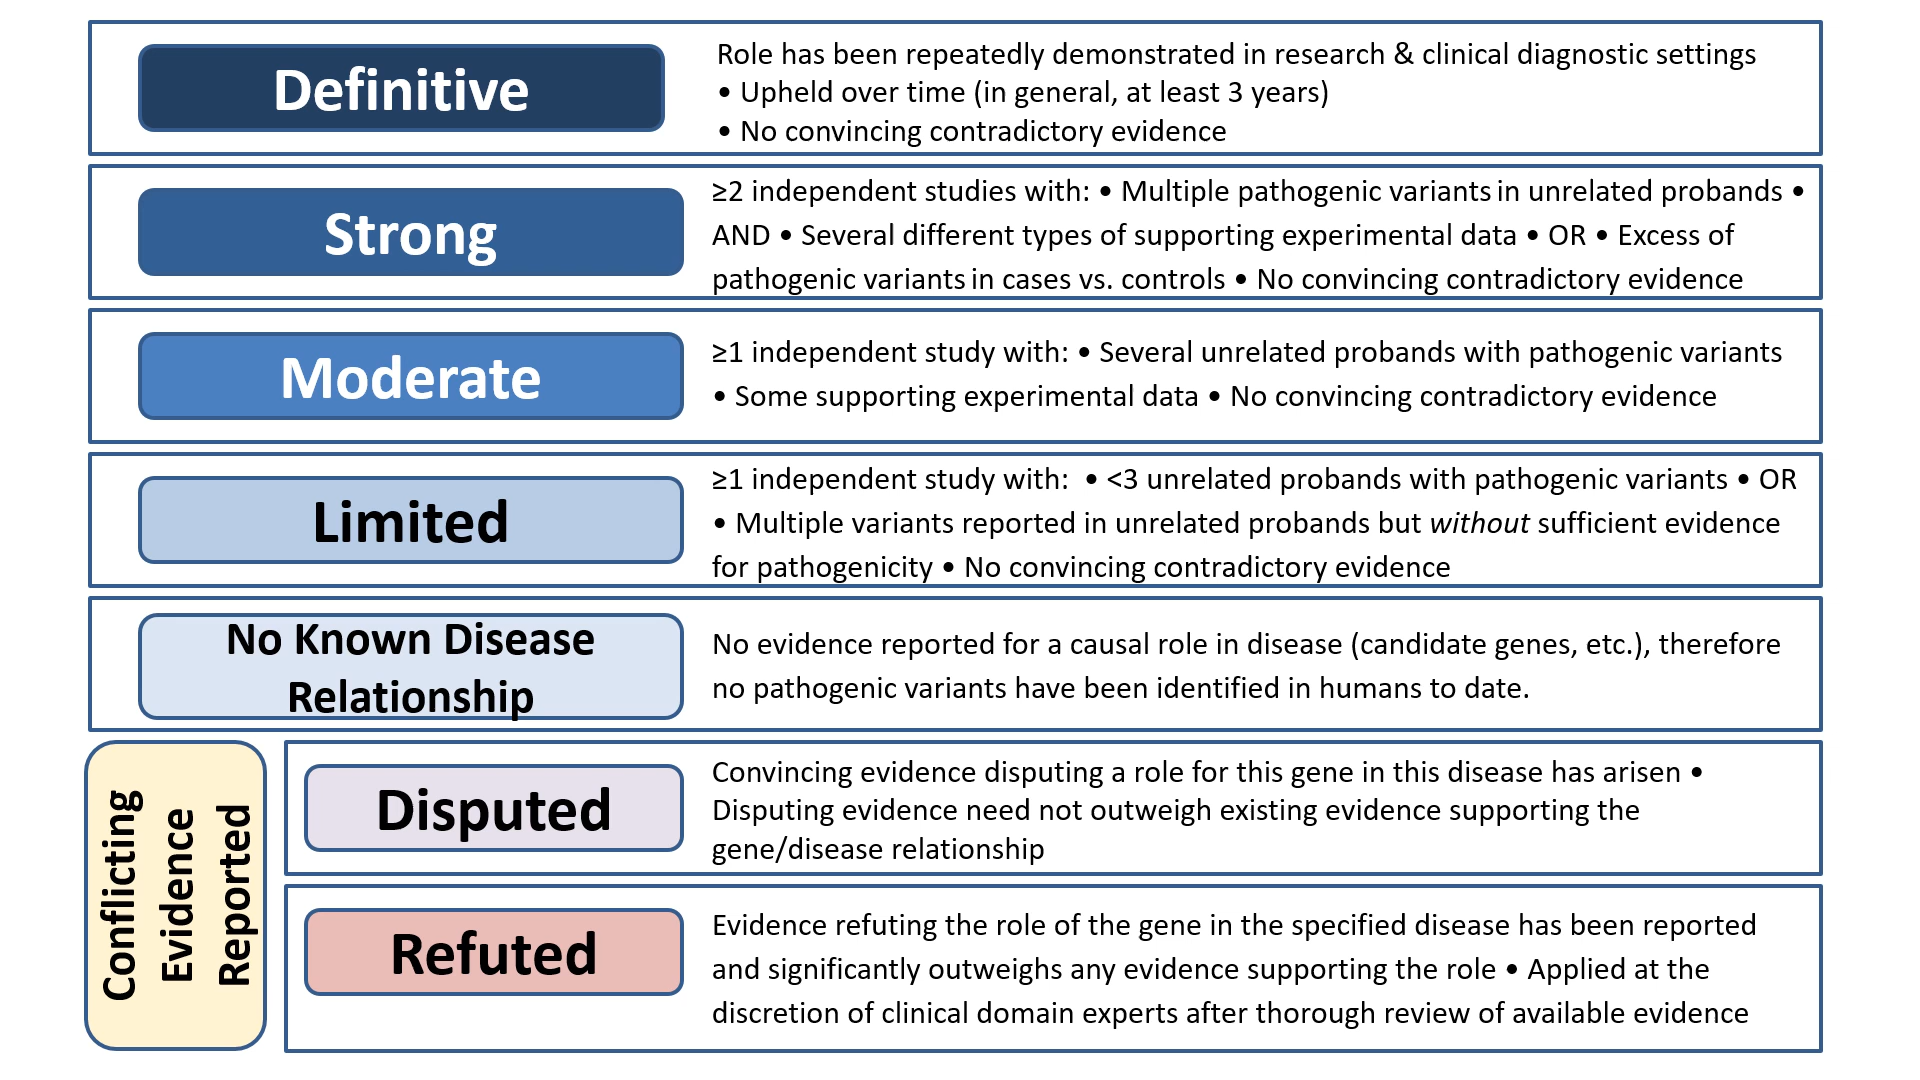 Definitive
Role has been repeatedly demonstrated in research & clinical diagnostic settings
• Upheld over time (in general, at least 3 years)
• No convincing contradictory evidence
Strong
≥2 independent studies with: • Multiple pathogenic variants in unrelated probands •
AND • Several different types of supporting experimental data • OR • Excess of
pathogenic variants in cases vs. controls • No convincing contradictory evidence
Moderate
≥1 independent study with: • Several unrelated probands with pathogenic variants
• Some supporting experimental data • No convincing contradictory evidence
Limited
≥1 independent study with: • <3 unrelated probands with pathogenic variants • OR
• Multiple variants reported in unrelated probands but without sufficient evidence
for pathogenicity • No convincing contradictory evidence
No Known Disease
Relationship
No evidence reported for a causal role in disease (candidate genes, etc.), therefore
no pathogenic variants have been identified in humans to date.
Conflicting
Evidence
Reported
Disputed
Convincing evidence disputing a role for this gene in this disease has arisen •
Disputing evidence need not outweigh existing evidence supporting the
gene/disease relationship
Refuted
Evidence refuting the role of the gene in the specified disease has been reported
and significantly outweighs any evidence supporting the role • Applied at the
discretion of clinical domain experts after thorough review of available evidence